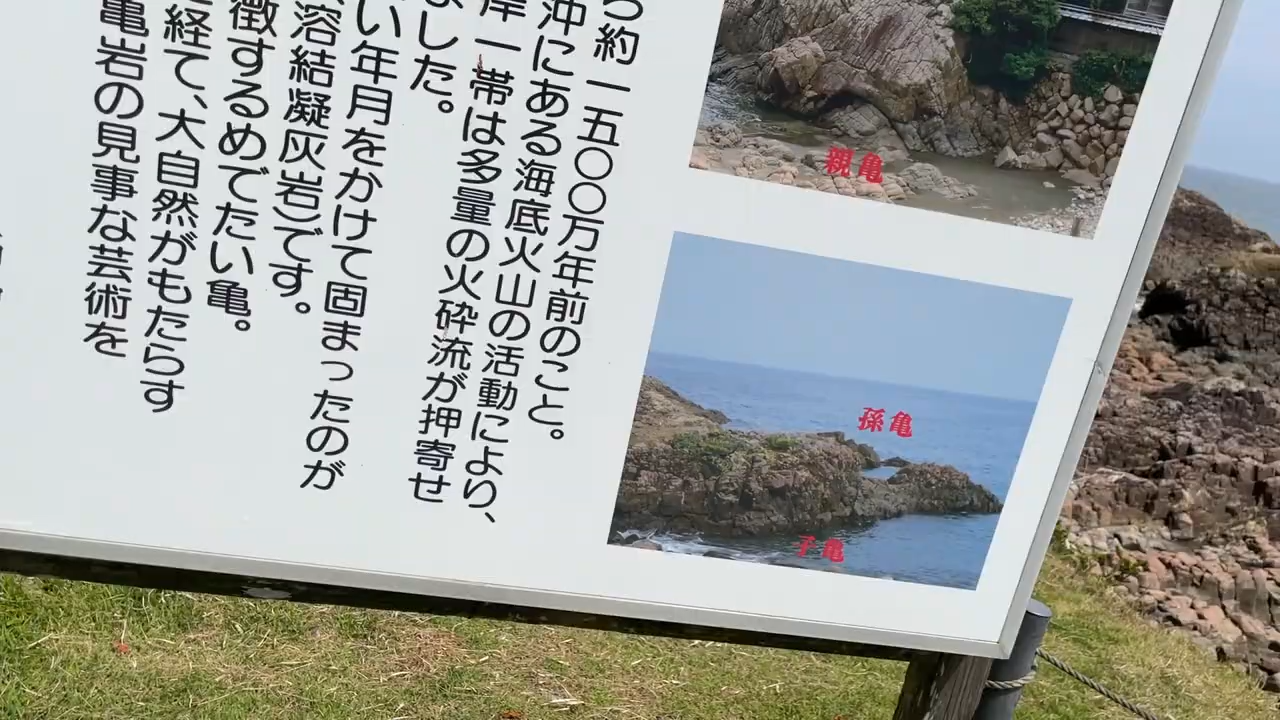 約一五〇〇万年前のこと。
沖にある海底火山の活動により、
岸一帯は多量の火砕流が押寄せ
ました。
い年月をかけて固まったのが
溶結凝灰岩)です。
徴するめでたい亀。
経て、大自然がもたらす
亀岩の見事な芸術を
親亀
孫亀
子亀